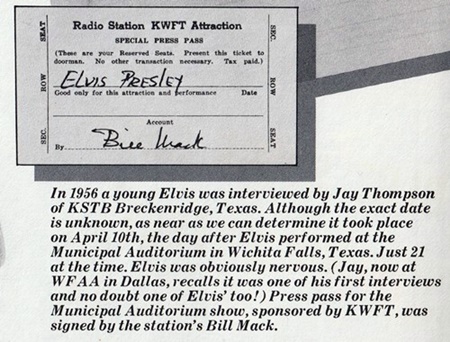 Radio Station KWFT Attraction
SPECIAL PRESS PASS
(These are your Reserved Seats. Present this ticket to
doorman. No other transaction necessary. Tax paid.)
ELVIS PRESLEY
Good only for this attraction and performance Date
Account
By Bill Mack
SEAT
ROW
SEC.
SEC.
ROW
SEAT
In 1956 a young Elvis was interviewed by Jay Thompson
of KSTB Breckenridge, Texas. Although the exact date
is unknown, as near as we can determine it took place
on April 10th, the day after Elvis performed at the
Municipal Auditorium in Wichita Falls, Texas. Just 21
at the time. Elvis was obviously nervous. (Jay, now at
WFAA in Dallas, recalls it was one of his first interviews
and no doubt one of Elvis' too!) Press pass for the
Municipal Auditorium show, sponsored by KWFT, was
signed by the station's Bill Mack.